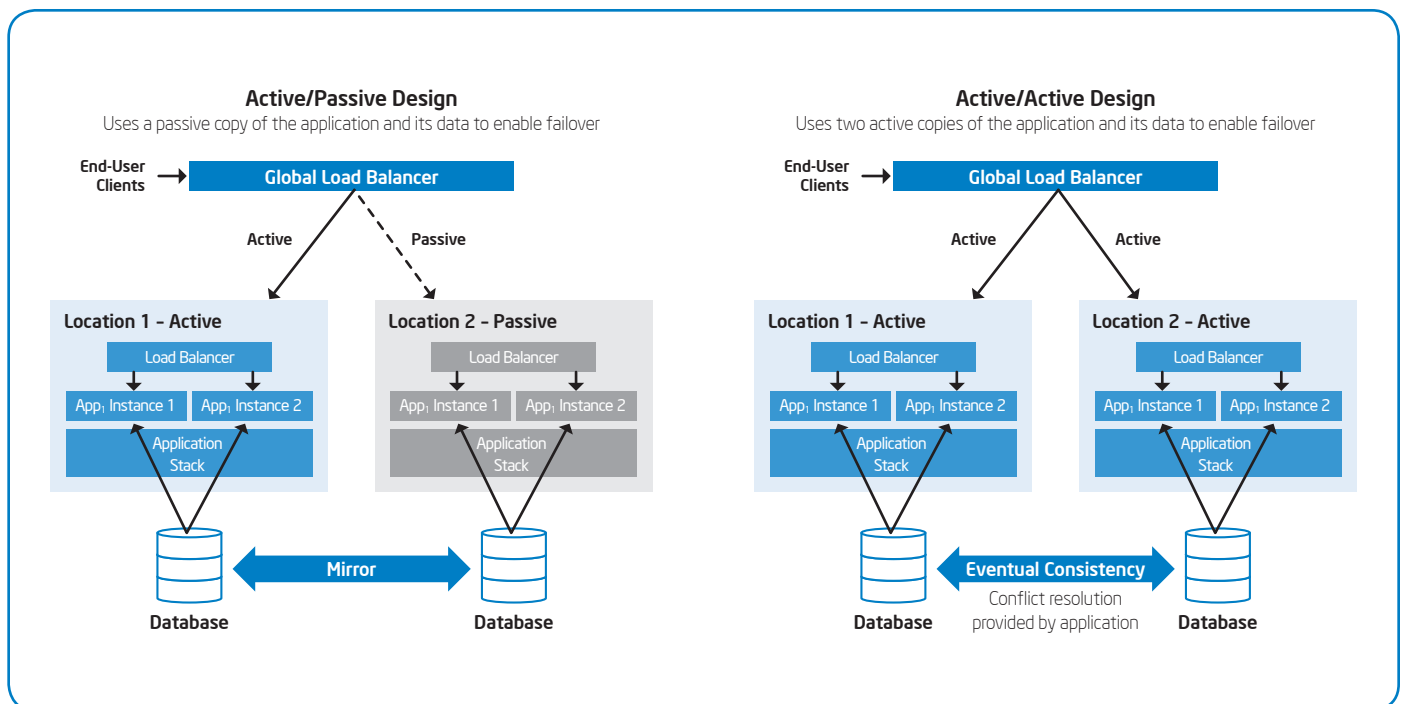 Active/Passive Design
Uses a passive copy of the application and its data to enable failover
End-User
Clients
Global Load Balancer
Active
Passive
Location 1 – Active
Load Balancer
App₁ Instance 1
App₁ Instance 2
Application
Stack
Location 2 – Passive
Load Balancer
App₁ Instance 1
App₁ Instance 2
Application
Stack
Mirror
Database
Database
Active/Active Design
Uses two active copies of the application and its data to enable failover
End-User
Clients
Global Load Balancer
Active
Active
Location 1 – Active
Load Balancer
App₁ Instance 1
App₁ Instance 2
Application
Stack
Location 2 – Active
Load Balancer
App₁ Instance 1
App₁ Instance 2
Application
Stack
Eventual Consistency
Conflict resolution
provided by application
Database
Database